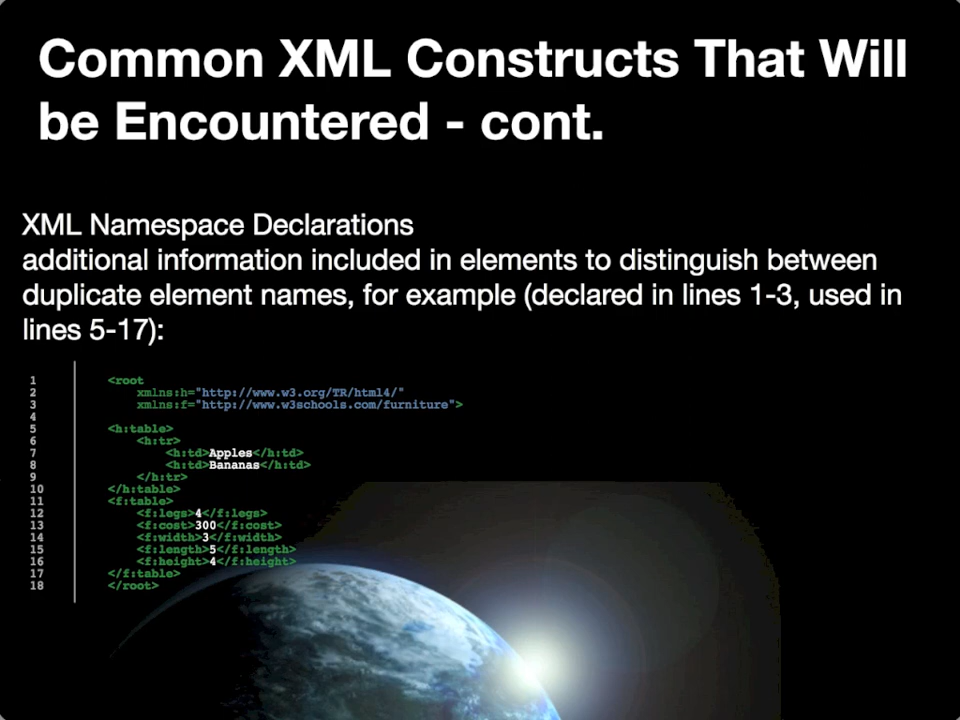 Common XML Constructs That Will
be Encountered - cont.
XML Namespace Declarations
additional information included in elements to distinguish between
duplicate element names, for example (declared in lines 1-3, used in
lines 5-17):
1 <root
2 xmlns:h="http://www.w3.org/TR/html4/"
3 xmlns:f="http://www.w3schools.com/furniture">
4
5 <h:table>
6 <h:tr>
7 <h:td>Apples</h:td>
8 <h:td>Bananas</h:td>
9 </h:tr>
10 </h:table>
11 <f:table>
12 <f:legs>4</f:legs>
13 <f:cost>300</f:cost>
14 <f:width>3</f:width>
15 <f:length>5</f:length>
16 <f:height>4</f:height>
17 </f:table>
18 </root>